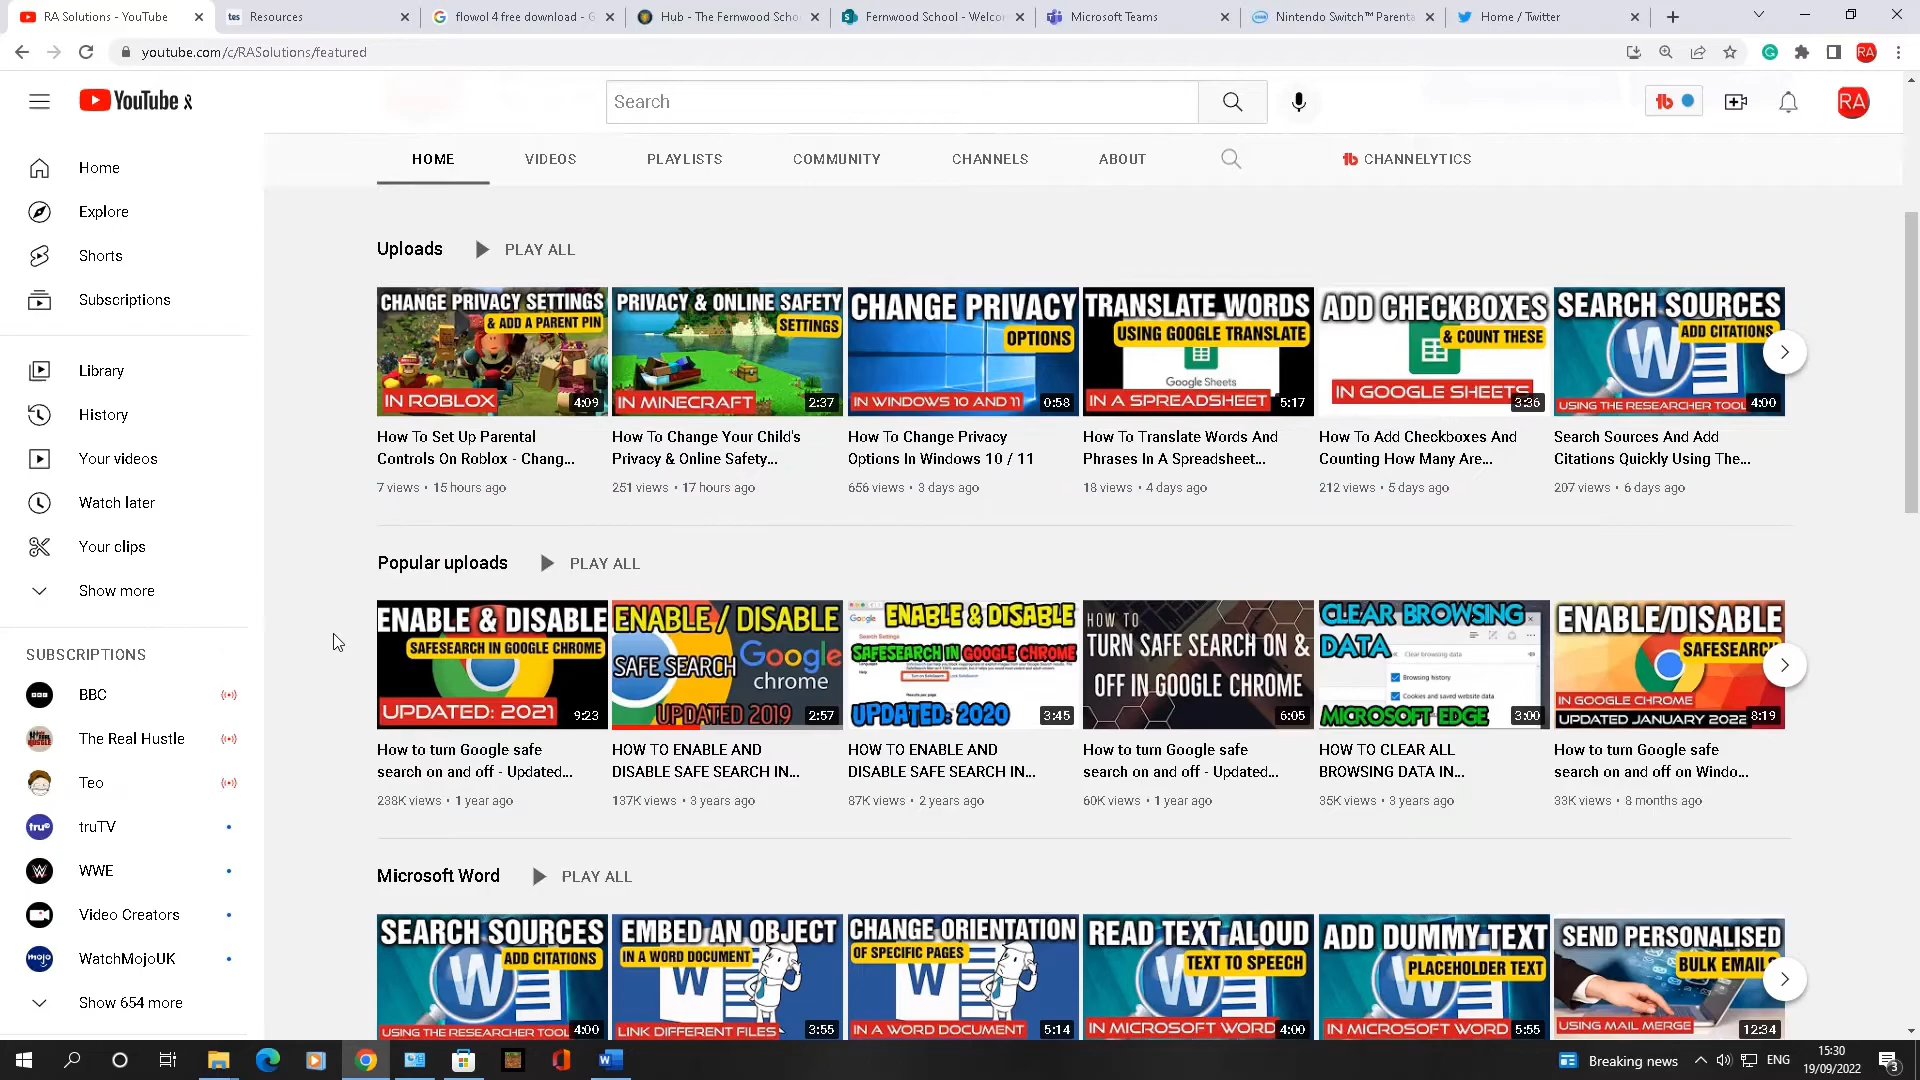 RA Solutions - YouTube
tes Resources
flowol 4 free download - G
Hub - The Fernwood Scho
Fernwood School - Welcor
Microsoft Teams
Nintendo Switch™ Parenta
Home / Twitter
youtube.com/c/RASolutions/featured
RA
YouTube
Search
RA
HOME VIDEOS PLAYLISTS COMMUNITY CHANNELS ABOUT CHANNELYTICS
Home
Explore
Shorts
Subscriptions
Library
History
Your videos
Watch later
Your clips
Show more
SUBSCRIPTIONS
BBC
The Real Hustle
Teo
truTV
WWE
Video Creators
WatchMojoUK
Show 654 more
Uploads PLAY ALL
CHANGE PRIVACY SETTINGS
& ADD A PARENT PIN
IN ROBLOX
4:09
How To Set Up Parental
Controls On Roblox - Chang...
7 views • 15 hours ago
PRIVACY & ONLINE SAFETY
SETTINGS
IN MINECRAFT
2:37
How To Change Your Child's
Privacy & Online Safety...
251 views • 17 hours ago
CHANGE PRIVACY
OPTIONS
IN WINDOWS 10 AND 11
0:58
How To Change Privacy
Options In Windows 10 / 11
656 views • 3 days ago
TRANSLATE WORDS
USING GOOGLE TRANSLATE
Google Sheets
IN A SPREADSHEET
5:17
How To Translate Words And
Phrases In A Spreadsheet...
18 views • 4 days ago
ADD CHECKBOXES
& COUNT THESE
IN GOOGLE SHEETS
3:36
How To Add Checkboxes And
Counting How Many Are...
212 views • 5 days ago
SEARCH SOURCES
ADD CITATIONS
W
USING THE RESEARCHER TOOL
4:00
Search Sources And Add
Citations Quickly Using The...
207 views • 6 days ago
Popular uploads PLAY ALL
ENABLE & DISABLE
SAFESEARCH IN GOOGLE CHROME
UPDATED: 2021
9:23
How to turn Google safe
search on and off - Updated...
238K views • 1 year ago
ENABLE / DISABLE
SAFE SEARCH Google
chrome
UPDATED 2019
2:57
HOW TO ENABLE AND
DISABLE SAFE SEARCH IN...
137K views • 3 years ago
Google
ENABLE & DISABLE
Search Settings
SAFESEARCH IN GOOGLE CHROME
UPDATED: 2020
3:45
HOW TO ENABLE AND
DISABLE SAFE SEARCH IN...
87K views • 2 years ago
HOW TO
TURN SAFE SEARCH ON &
OFF IN GOOGLE CHROME
6:05
How to turn Google safe
search on and off - Updated...
60K views • 1 year ago
CLEAR BROWSING
DATA
Clear browsing data
Browsing history
Cookies and saved website data
MICROSOFT EDGE
3:00
HOW TO CLEAR ALL
BROWSING DATA IN...
35K views • 3 years ago
ENABLE/DISABLE
SAFESEARCH
IN GOOGLE CHROME
UPDATED JANUARY 2022
8:19
How to turn Google safe
search on and off on Windo...
33K views • 8 months ago
Microsoft Word PLAY ALL
SEARCH SOURCES
ADD CITATIONS
W
USING THE RESEARCHER TOOL
4:00
EMBED AN OBJECT
IN A WORD DOCUMENT
W
LINK DIFFERENT FILES
3:55
CHANGE ORIENTATION
OF SPECIFIC PAGES
W
IN A WORD DOCUMENT
5:14
READ TEXT ALOUD
TEXT TO SPEECH
W
IN MICROSOFT WORD
4:00
ADD DUMMY TEXT
PLACEHOLDER TEXT
W
IN MICROSOFT WORD
5:55
SEND PERSONALISED
BULK EMAILS
USING MAIL MERGE
12:34
Breaking news
ENG
15:30
19/09/2022
3